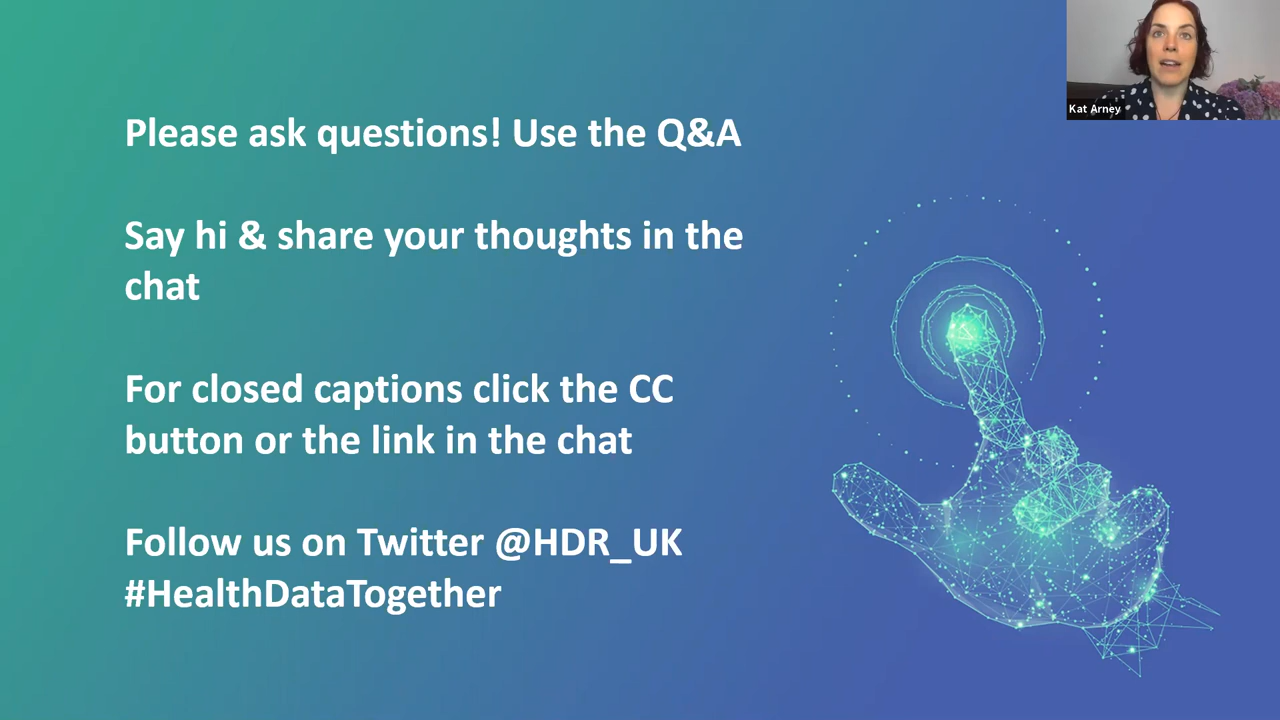 Please ask questions! Use the Q&A
Say hi & share your thoughts in the
chat
For closed captions click the CC
button or the link in the chat
Follow us on Twitter @HDR_UK
#HealthDataTogether
Kat Arney